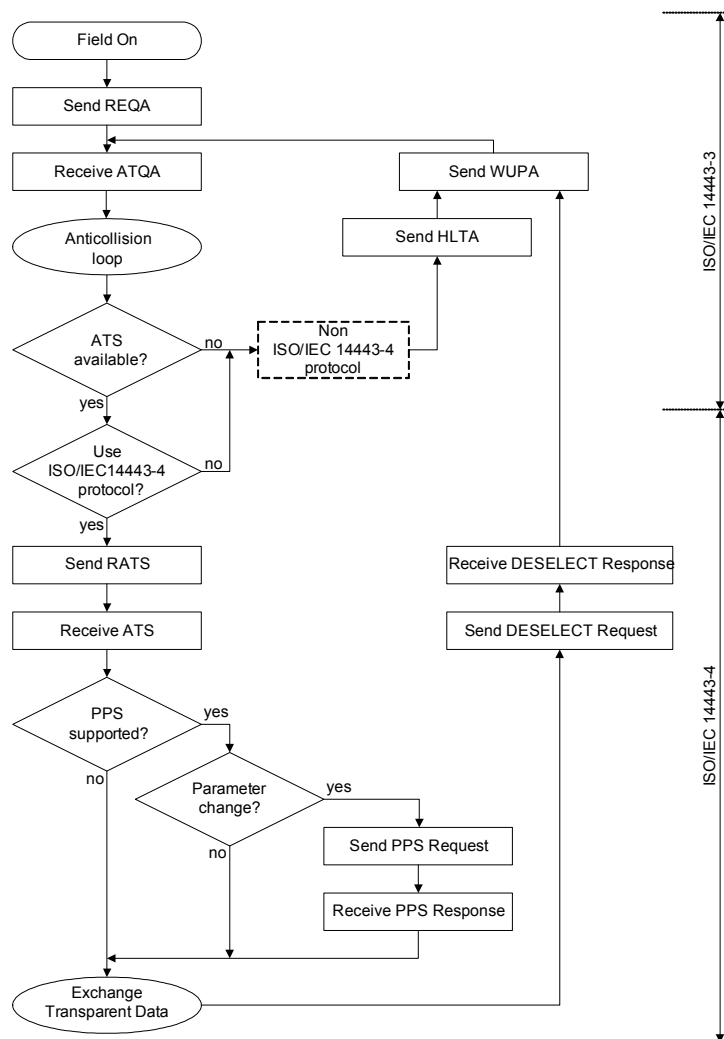 Field On
Send REQA
Receive ATQA
Send WUPA
Anticollision
loop
Send HLTA
ATS
available?
no
Non
ISO/IEC 14443-4
protocol
yes
Use
ISO/IEC14443-4
protocol?
no
yes
Send RATS
Receive DESELECT Response
Receive ATS
Send DESELECT Request
PPS
supported?
yes
no
Parameter
change?
yes
no
Send PPS Request
Receive PPS Response
Exchange
Transparent Data
ISO/IEC 14443-3
ISO/IEC 14443-4